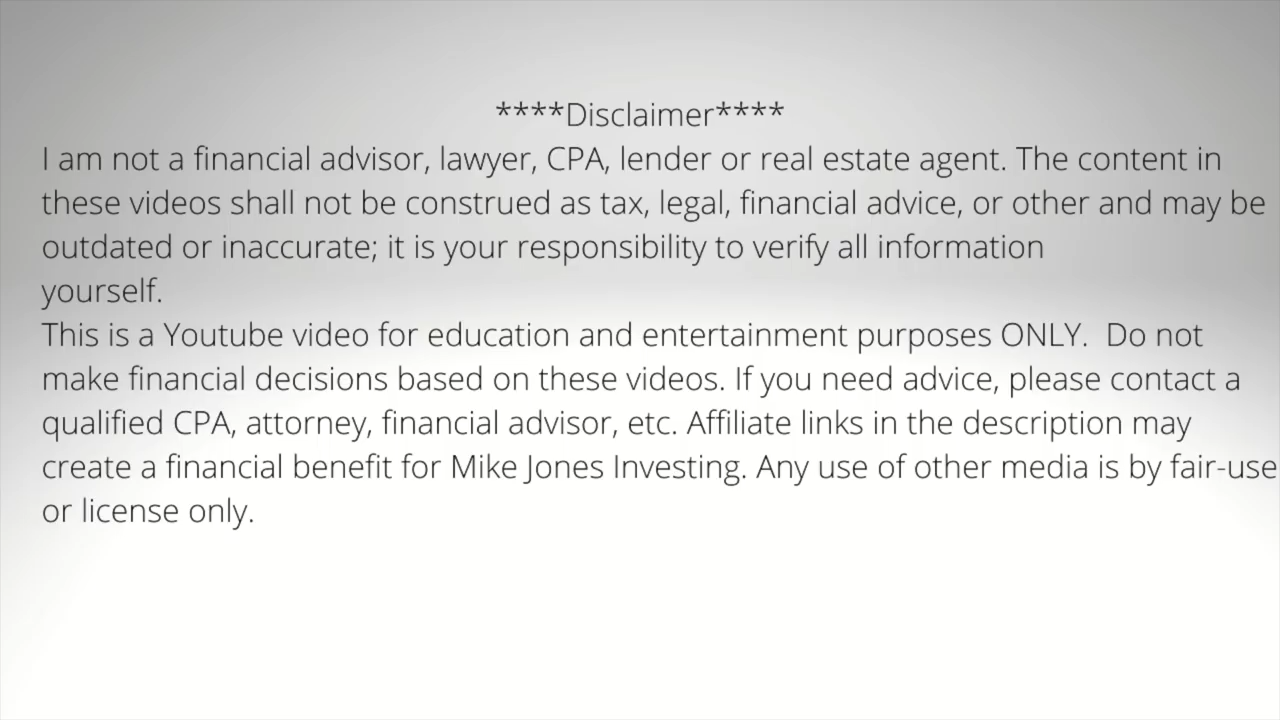 ****Disclaimer****
I am not a financial advisor, lawyer, CPA, lender or real estate agent. The content in
these videos shall not be construed as tax, legal, financial advice, or other and may be
outdated or inaccurate; it is your responsibility to verify all information
yourself.
This is a Youtube video for education and entertainment purposes ONLY.  Do not
make financial decisions based on these videos. If you need advice, please contact a
qualified CPA, attorney, financial advisor, etc. Affiliate links in the description may
create a financial benefit for Mike Jones Investing. Any use of other media is by fair-use
or license only.